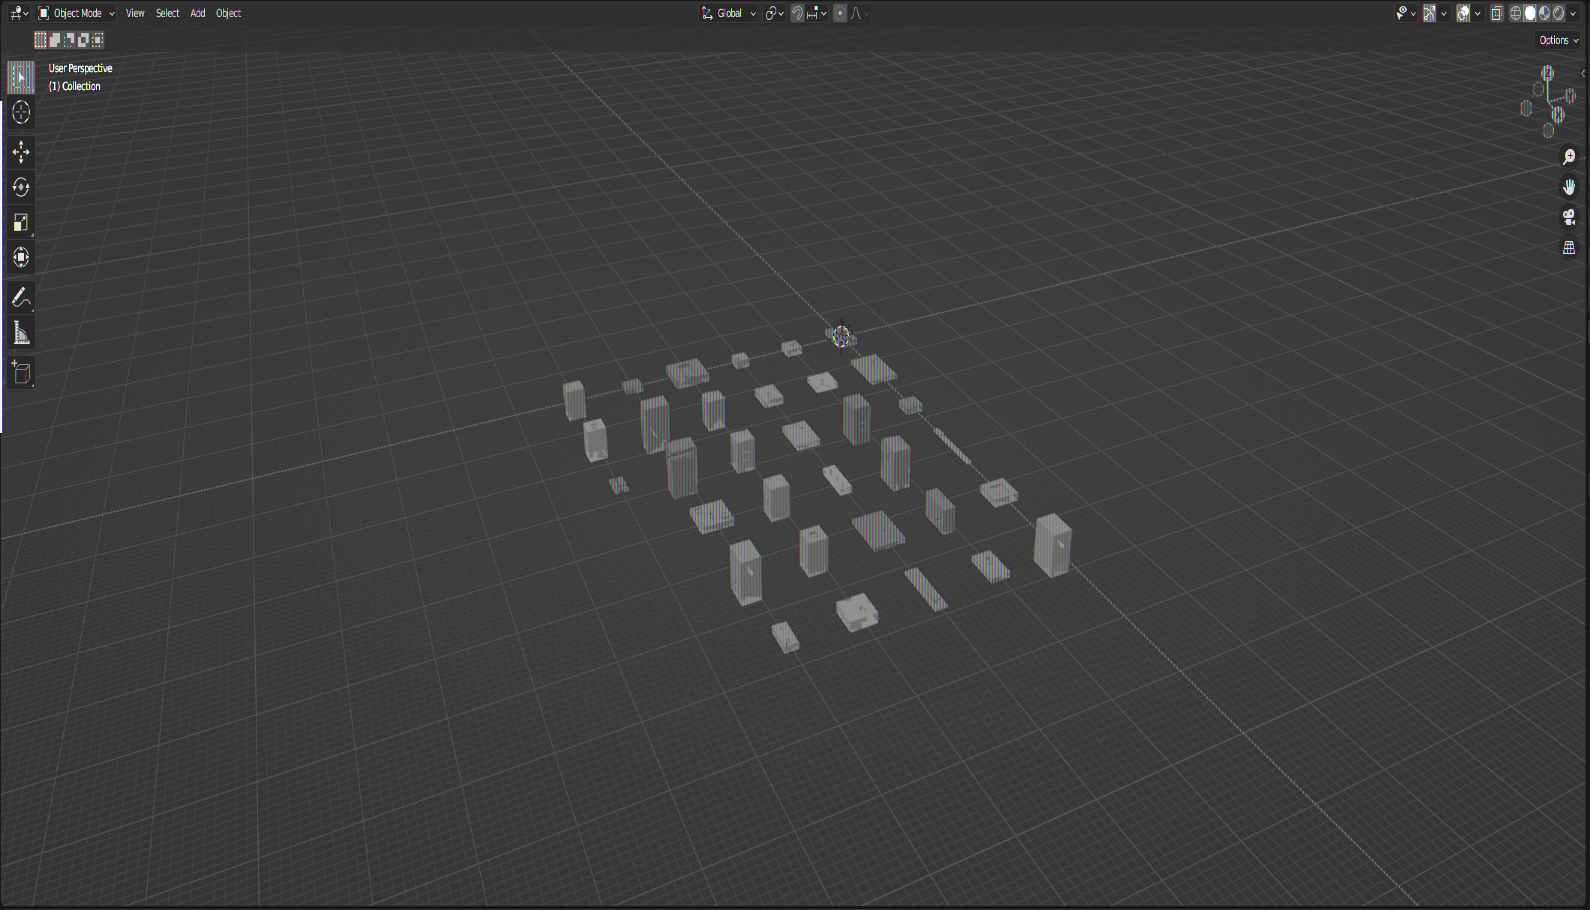 Object Mode View Select Add Object Global
Options
User Perspective
(1) Collection